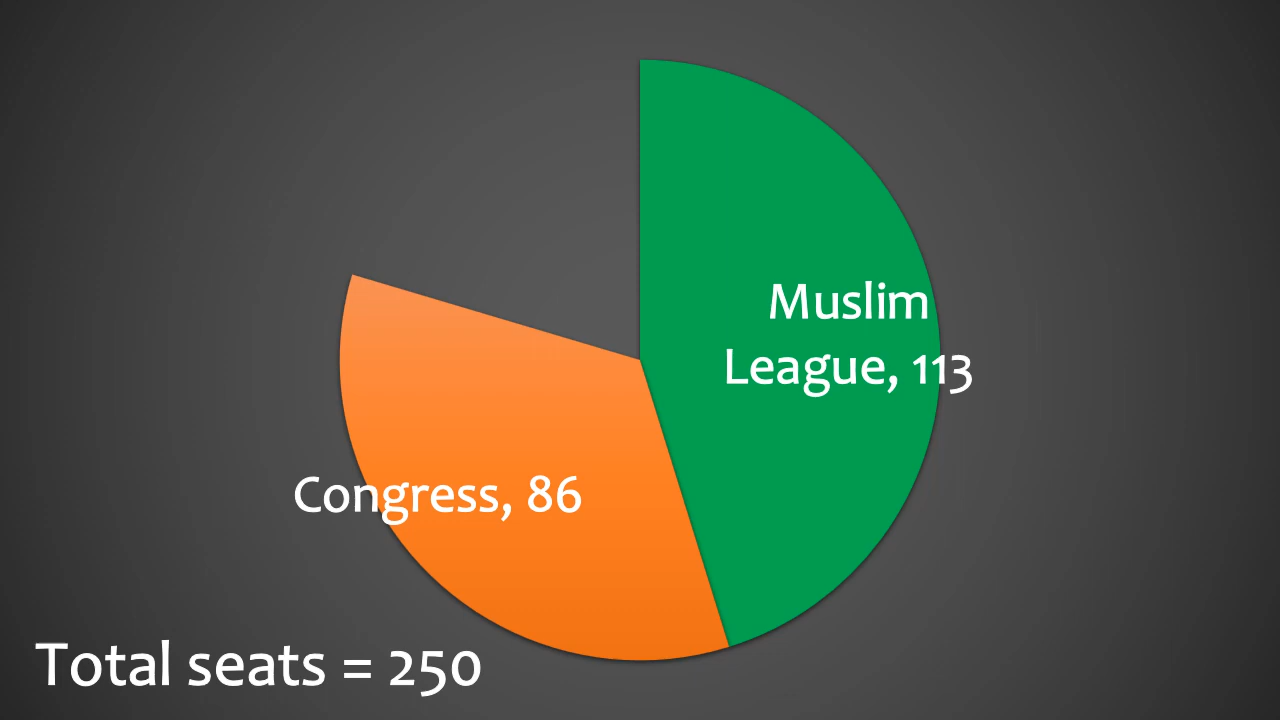 Muslim
League, 113
Congress, 86
Total seats = 250